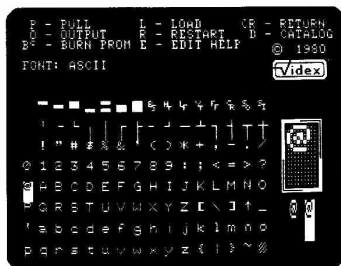 P - PULL L - LOAD CR - RETURN
O - OUTPUT R - RESTART D - CATALOG
B^c - BURN PROM E - EDIT HELP
© 1980
FONT: ASCII
Videx
! " # $ % & ' ( ) * + , - . /
0 1 2 3 4 5 6 7 8 9 : ; < = > ?
@ A B C D E F G H I J K L M N O
P Q R S T U V W X Y Z [ \ ] ↑ _
' a b c d e f g h i j k l m n o
p q r s t u v w x y z { | } ~
@
@ @